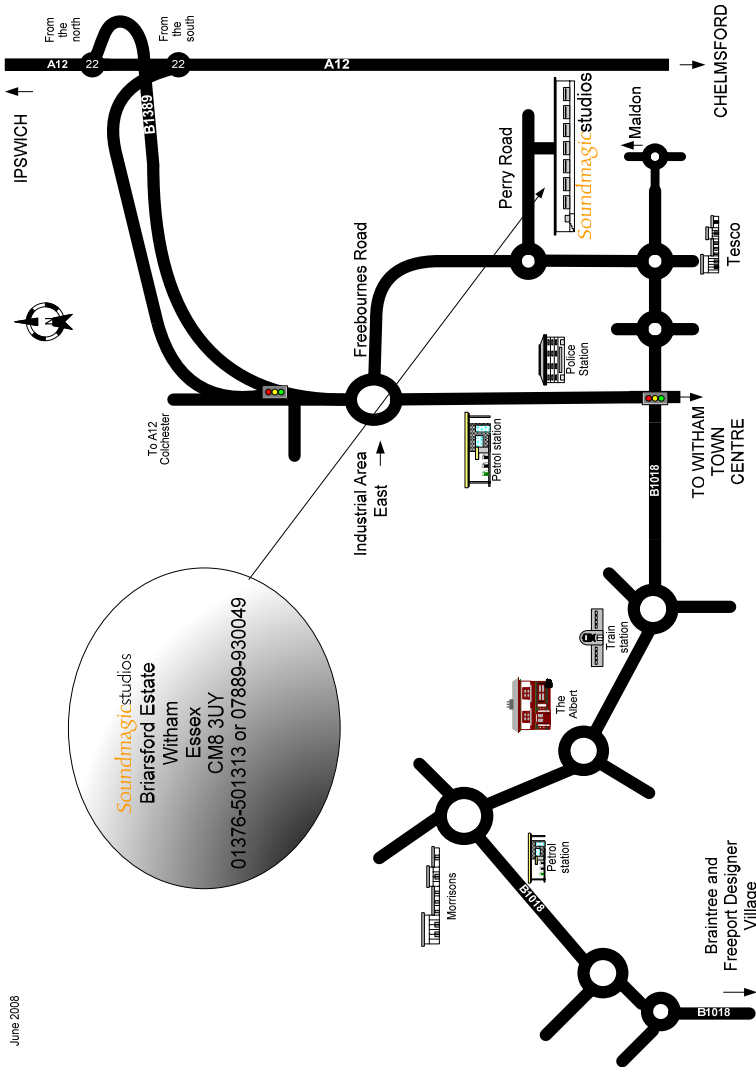 June 2008
Soundmagicstudios
Briarsford Estate
Witham
Essex
CM8 3UY
01376-501313 or 07889-930049
IPSWICH
From
the
north
From
the
south
A12
22
22
A12
CHELMSFORD
B1389
N
To A12
Colchester
Freebournes Road
Industrial Area
East
Perry Road
Soundmagicstudios
Maldon
Tesco
Police
Station
Petrol station
TO WITHAM
TOWN
CENTRE
B1018
Train
station
The
Albert
Morrisons
Petrol
station
B1018
Braintree and
Freeport Designer
Village
B1018